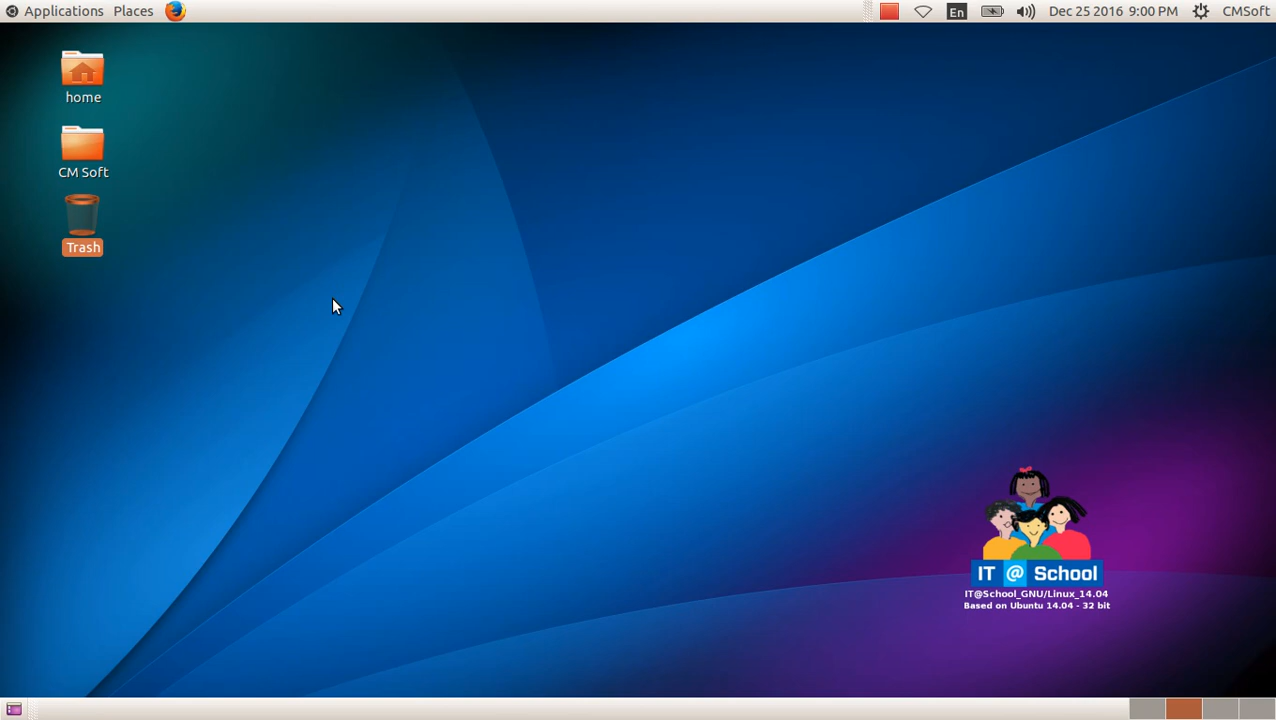 Applications Places En Dec 25 2016 9:00 PM CMSoft
home
CM Soft
Trash
IT @ School
IT@School_GNU/Linux_14.04
Based on Ubuntu 14.04 - 32 bit